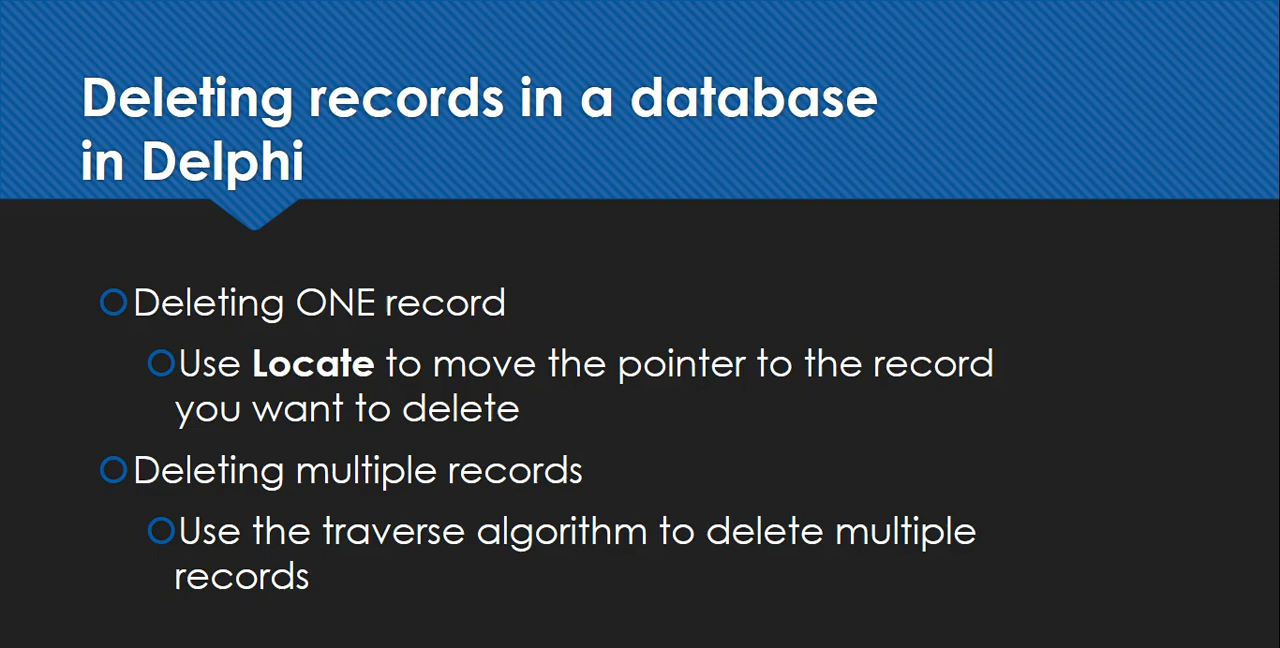 Deleting records in a database
in Delphi
Deleting ONE record
Use Locate to move the pointer to the record
you want to delete
Deleting multiple records
Use the traverse algorithm to delete multiple
records